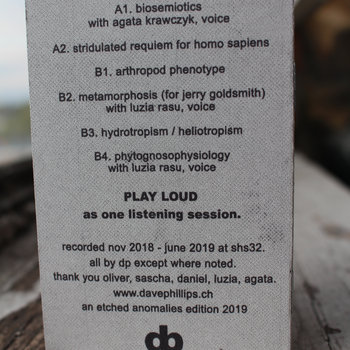 A1. biosemiotics
with agata krawczyk, voice
A2. stridulated requiem for homo sapiens
B1. arthropod phenotype
B2. metamorphosis (for jerry goldsmith)
with luzia rasu, voice
B3. hydrotropism / heliotropism
B4. phytognosophysiology
with luzia rasu, voice
PLAY LOUD
as one listening session.
recorded nov 2018 - june 2019 at shs32.
all by dp except where noted.
thank you oliver, sascha, daniel, luzia, agata.
www.davephillips.ch
an etched anomalies edition 2019
dp